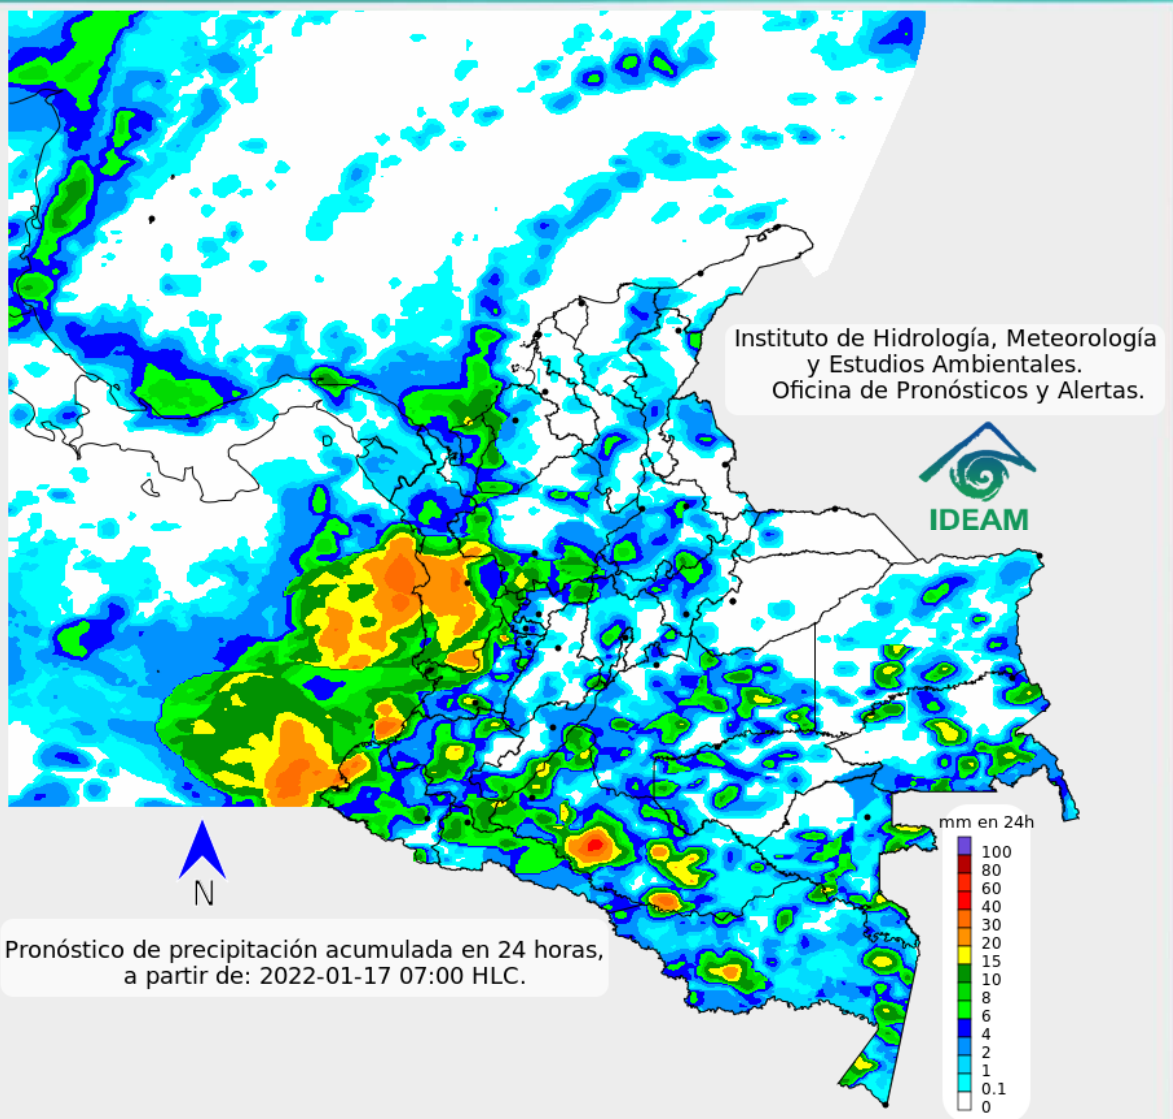 Instituto de Hidrología, Meteorología
y Estudios Ambientales.
Oficina de Pronósticos y Alertas.
IDEAM
mm en 24h
100
80
60
40
30
20
15
10
8
6
4
2
1
0.1
0
N
Pronóstico de precipitación acumulada en 24 horas,
a partir de: 2022-01-17 07:00 HLC.